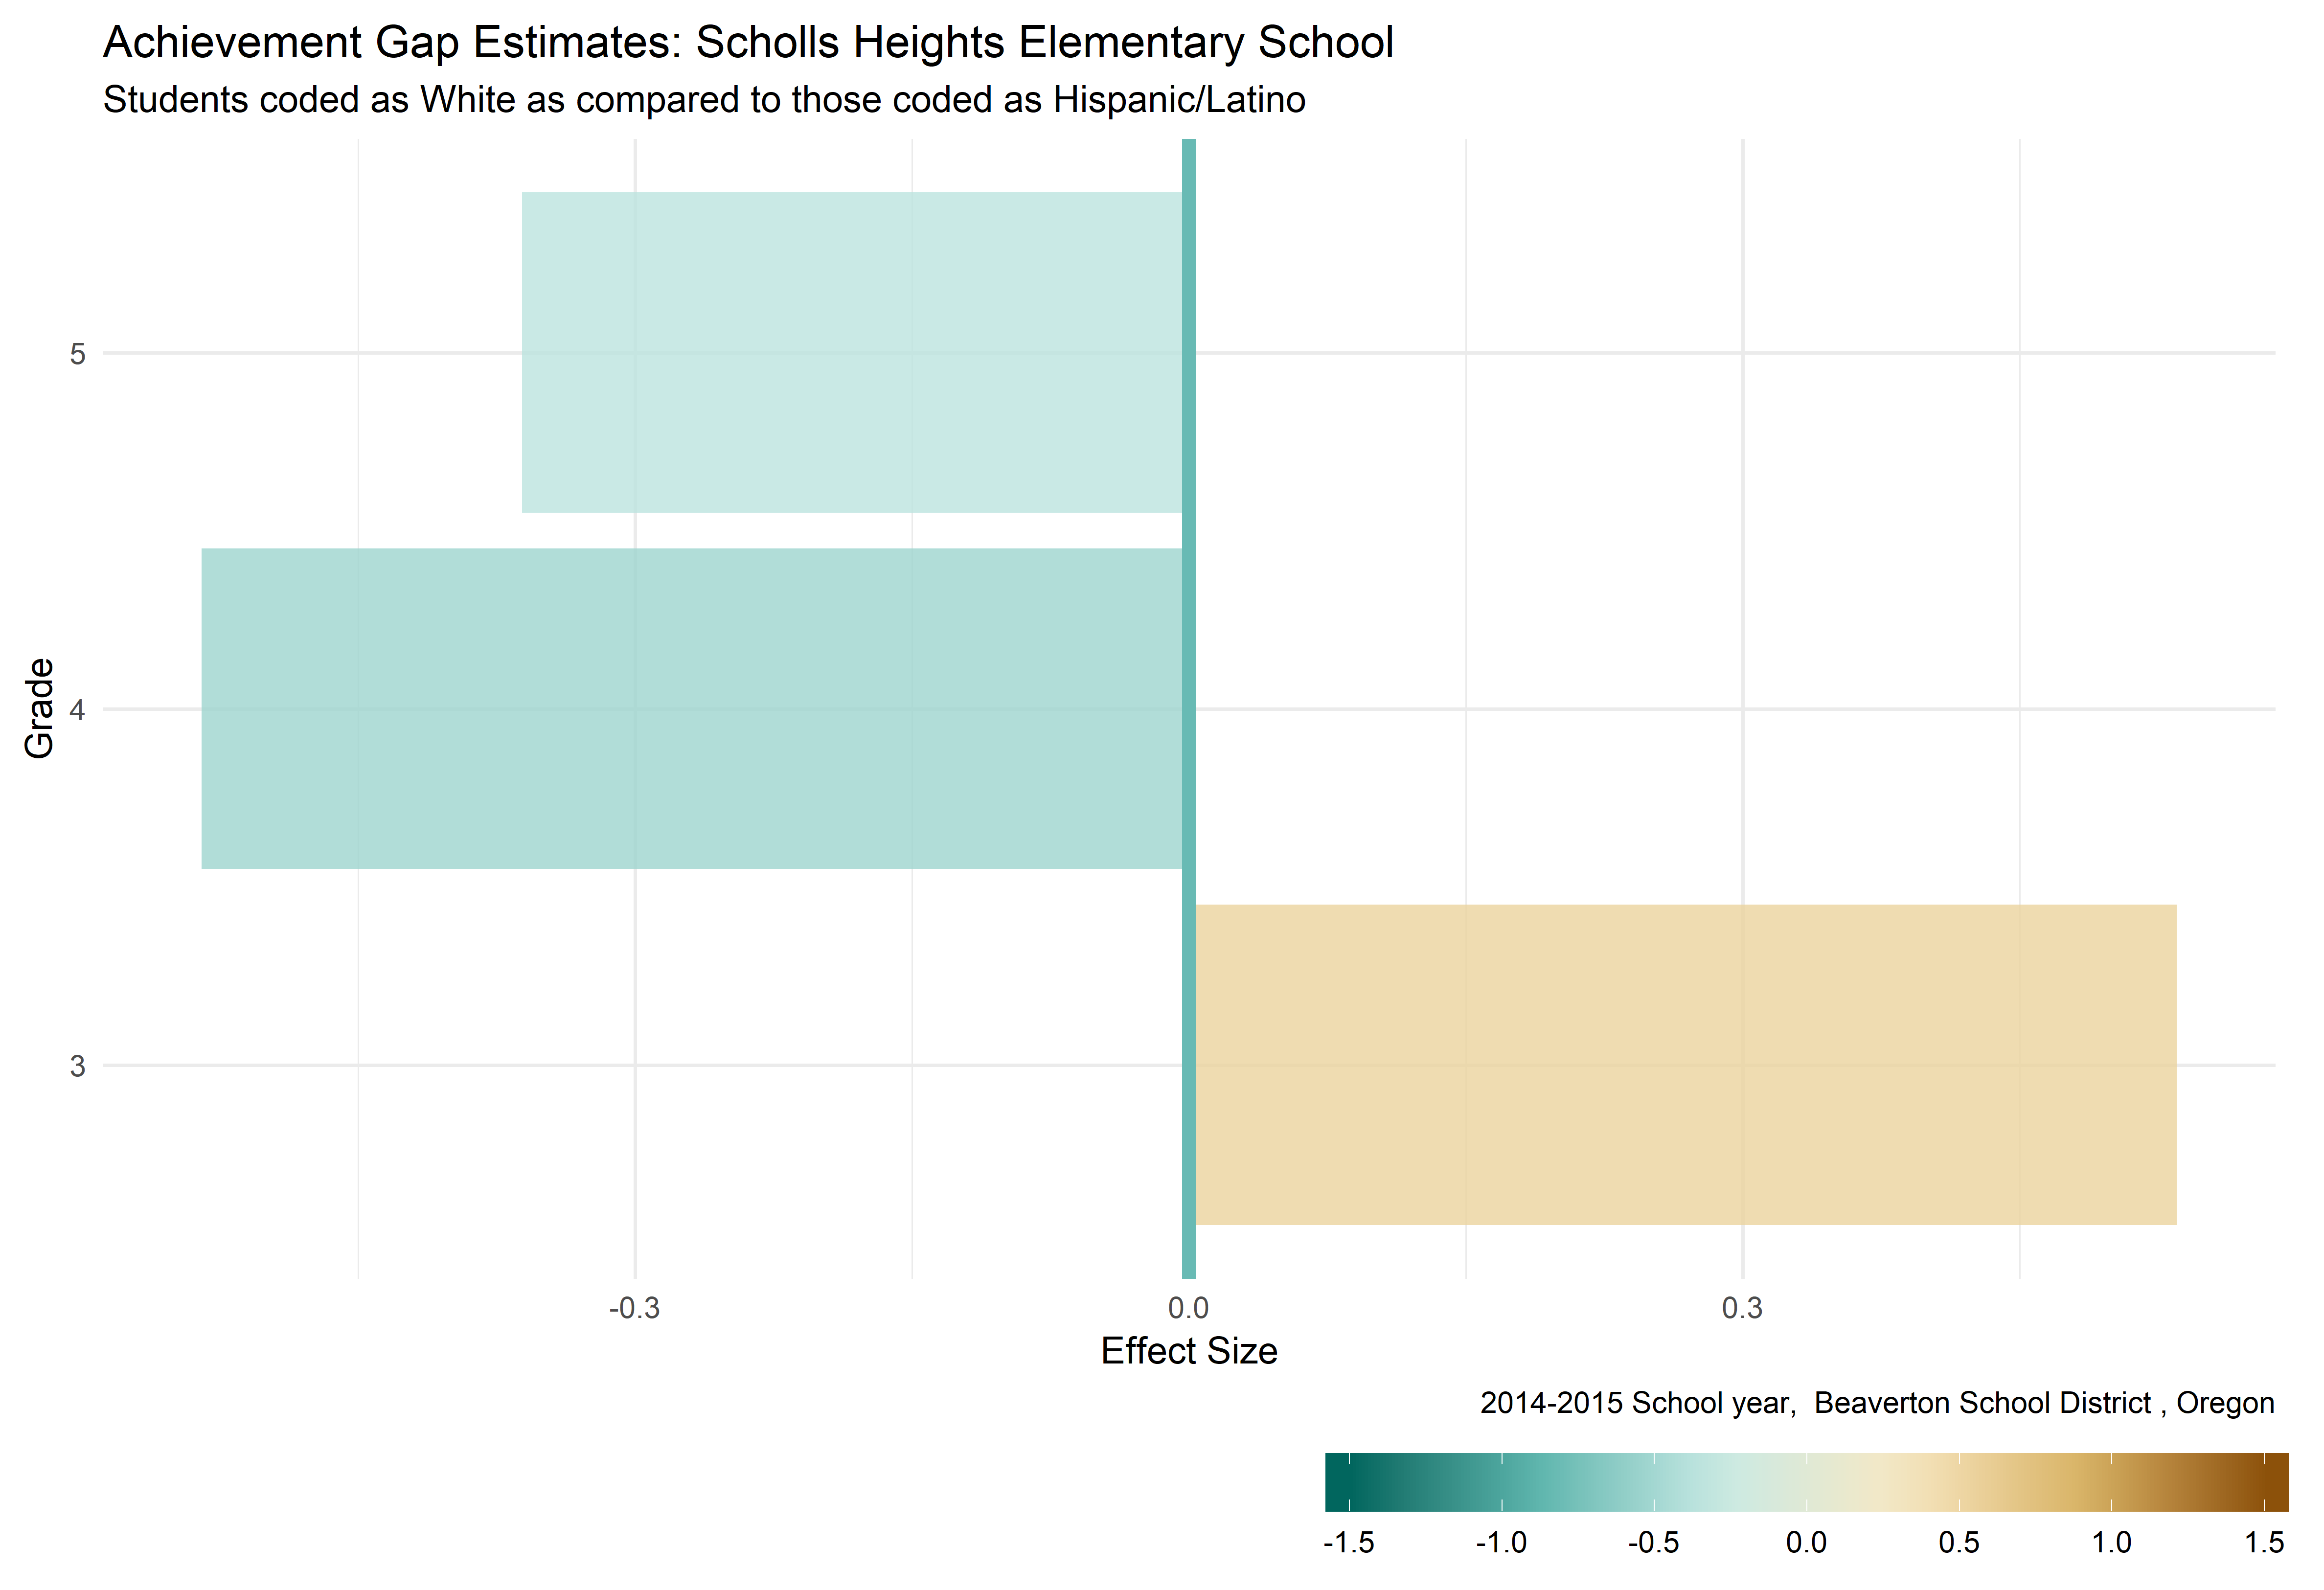 Achievement Gap Estimates: Scholls Heights Elementary School
Students coded as White as compared to those coded as Hispanic/Latino
5
4
3
Grade
-0.3 0.0 0.3
Effect Size
2014-2015 School year,  Beaverton School District , Oregon
-1.5 -1.0 -0.5 0.0 0.5 1.0 1.5